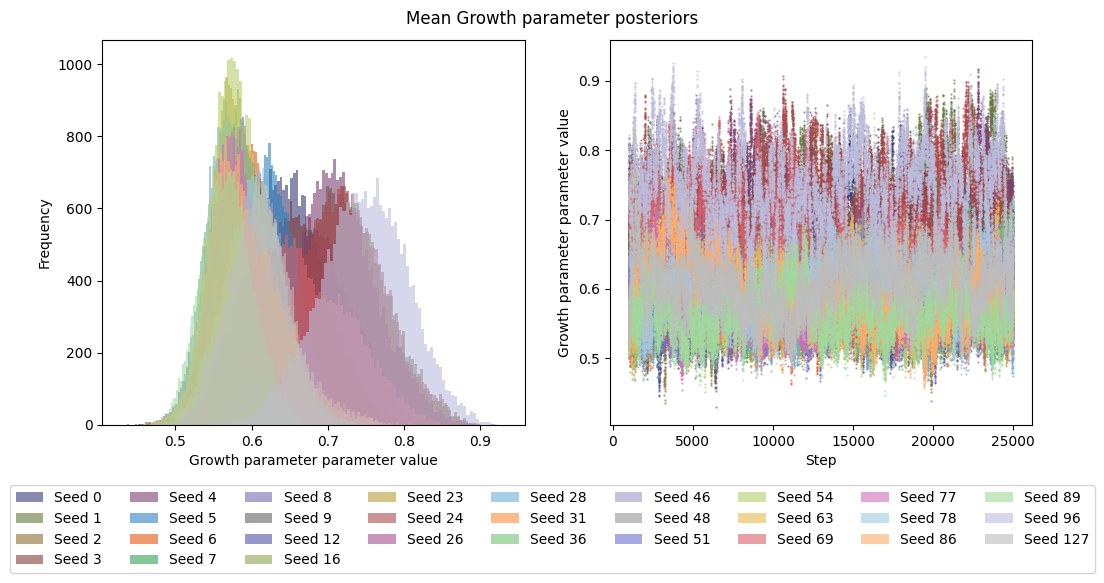 Mean Growth parameter posteriors
1000
800
600
400
200
0
Frequency
0.5 0.6 0.7 0.8 0.9
Growth parameter parameter value
0.9
0.8
0.7
0.6
0.5
Growth parameter parameter value
0 5000 10000 15000 20000 25000
Step
Seed 0 Seed 4 Seed 8 Seed 23 Seed 28 Seed 46 Seed 54 Seed 77 Seed 89
Seed 1 Seed 5 Seed 9 Seed 24 Seed 31 Seed 48 Seed 63 Seed 78 Seed 96
Seed 2 Seed 6 Seed 12 Seed 26 Seed 36 Seed 51 Seed 69 Seed 86 Seed 127
Seed 3 Seed 7 Seed 16